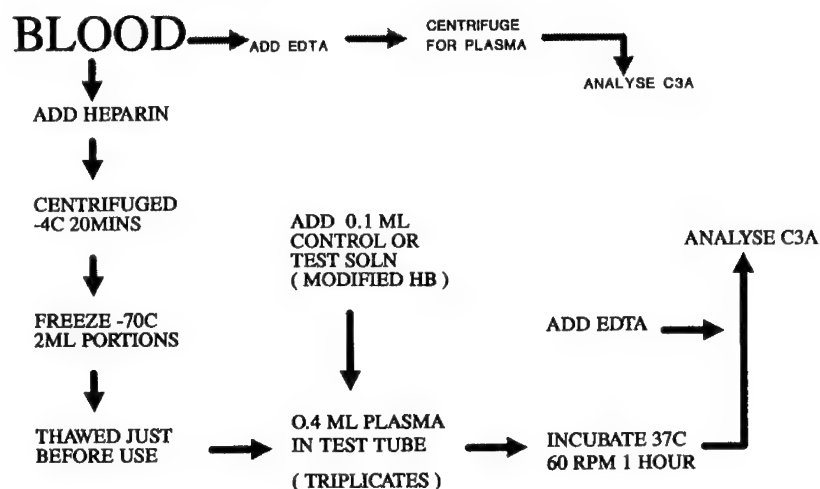 BLOOD
ADD EDTA
CENTRIFUGE
FOR PLASMA
ANALYSE C3A
ADD HEPARIN
CENTRIFUGED
-4C 20MINS
FREEZE -70C
2ML PORTIONS
THAWED JUST
BEFORE USE
ADD 0.1 ML
CONTROL OR
TEST SOLN
( MODIFIED HB )
0.4 ML PLASMA
IN TEST TUBE
( TRIPLICATES )
INCUBATE 37C
60 RPM 1 HOUR
ADD EDTA
ANALYSE C3A